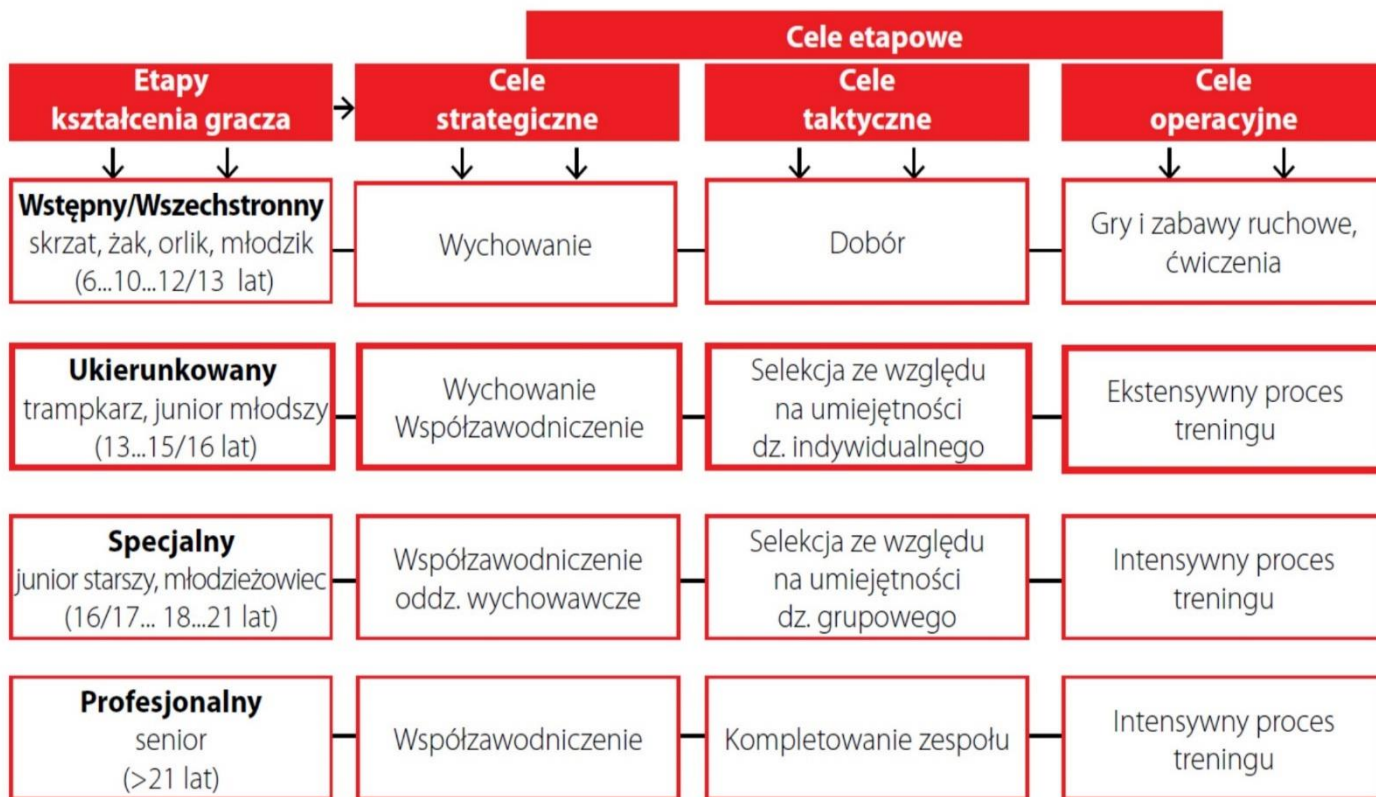 Cele etapowe
Etapy
kształcenia gracza
Cele
strategiczne
Cele
taktyczne
Cele
operacyjne
Wstępny/Wszechstronny
skrzat, żak, orlik, młodzik
(6...10...12/13 lat)
Wychowanie
Dobór
Gry i zabawy ruchowe,
ćwiczenia
Ukierunkowany
trampkarz, junior młodszy
(13...15/16 lat)
Wychowanie
Współzawodniczenie
Selekcja ze względu
na umiejętności
dz. indywidualnego
Ekstensywny proces
treningu
Specjalny
junior starszy, młodzieżowiec
(16/17... 18...21 lat)
Współzawodniczenie
oddz. wychowawcze
Selekcja ze względu
na umiejętności
dz. grupowego
Intensywny proces
treningu
Profesjonalny
senior
(>21 lat)
Współzawodniczenie
Kompletowanie zespołu
Intensywny proces
treningu